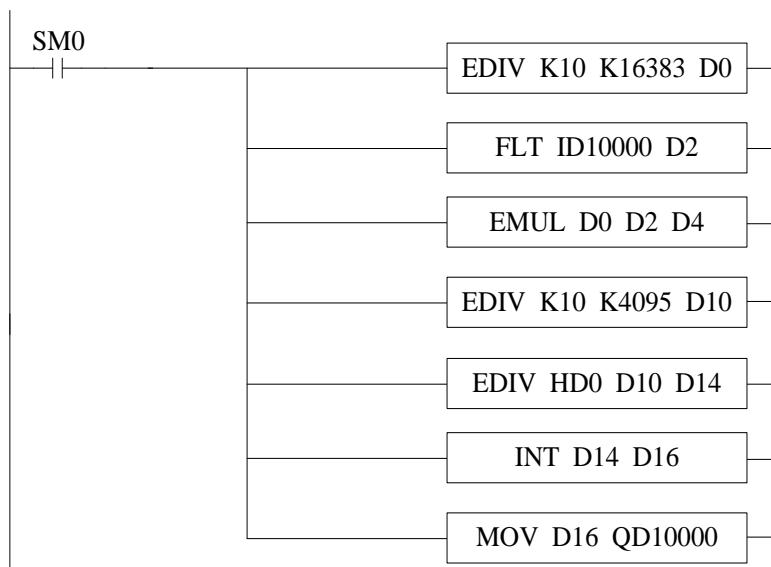 SM0
EDIV K10 K16383 D0
FLT ID10000 D2
EMUL D0 D2 D4
EDIV K10 K4095 D10
EDIV HD0 D10 D14
INT D14 D16
MOV D16 QD10000